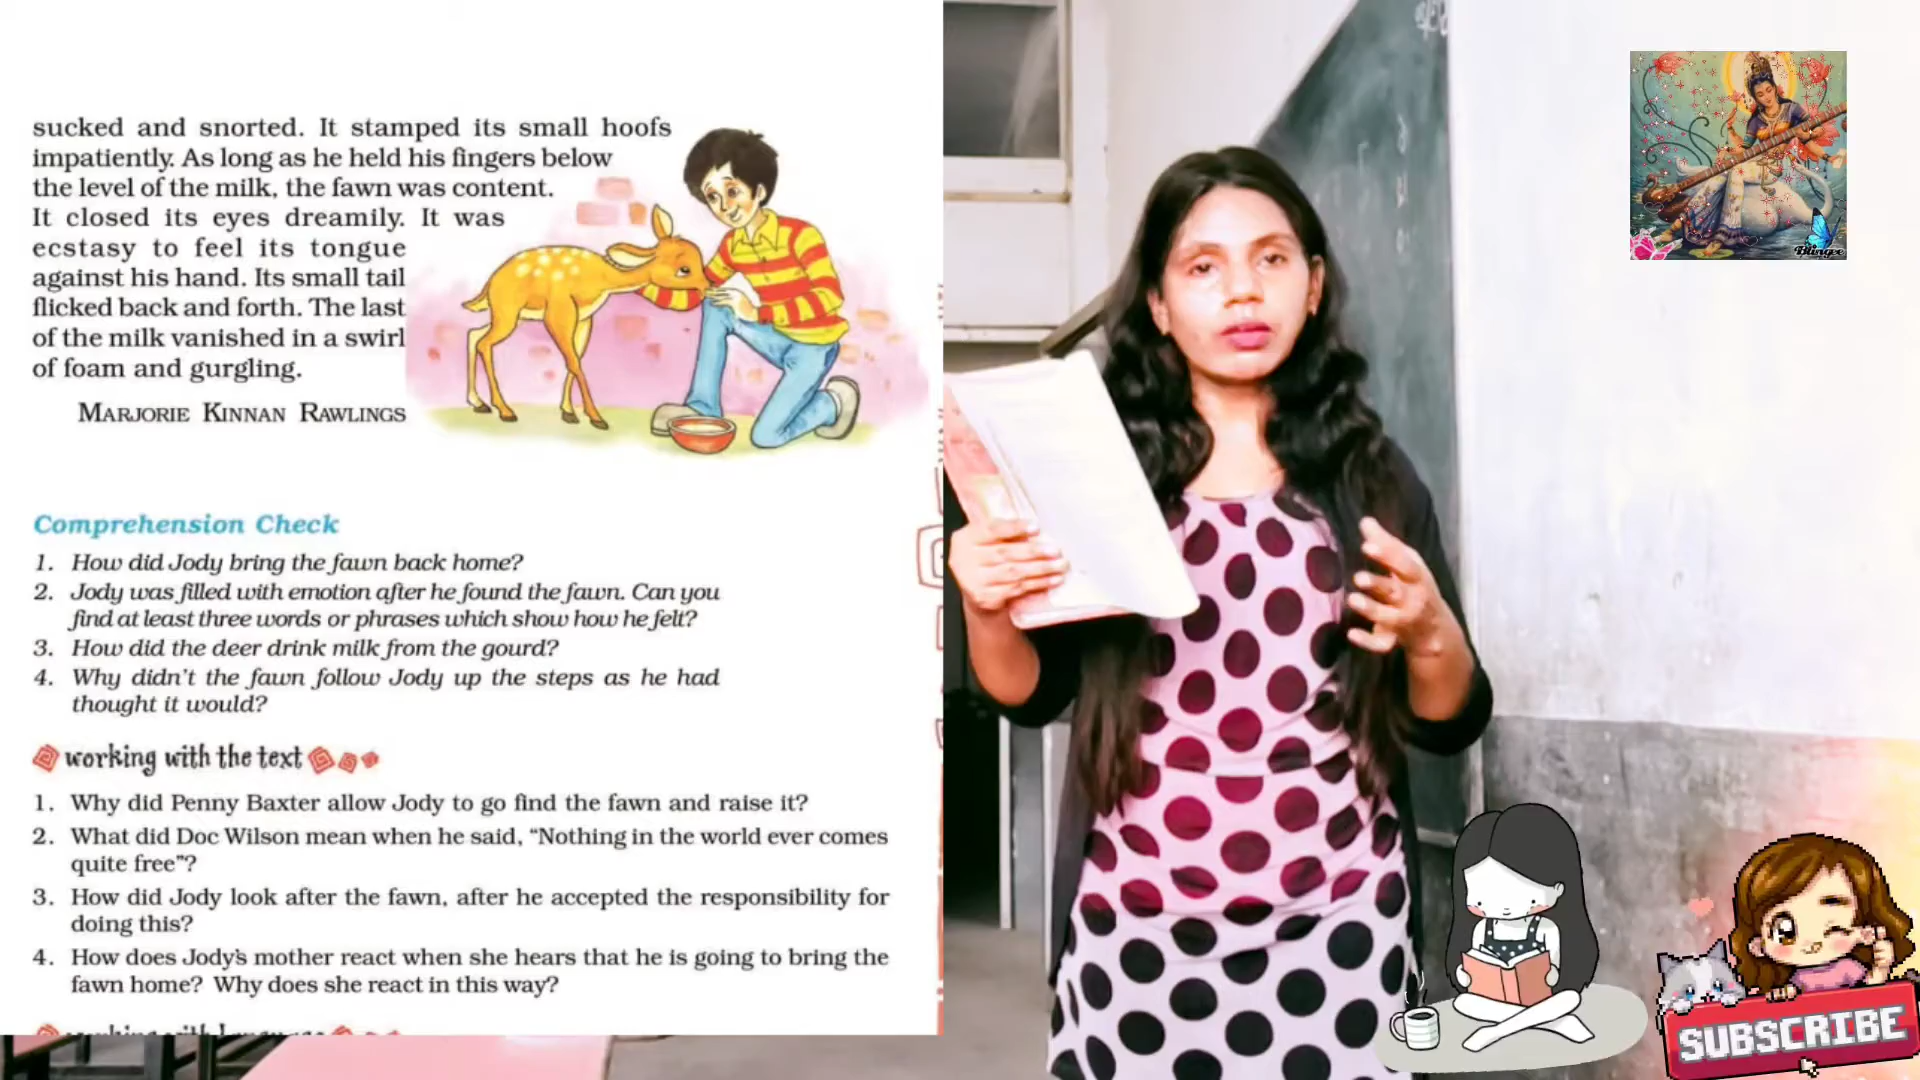 sucked and snorted. It stamped its small hoofs
impatiently. As long as he held his fingers below
the level of the milk, the fawn was content.
It closed its eyes dreamily. It was
ecstasy to feel its tongue
against his hand. Its small tail
flicked back and forth. The last
of the milk vanished in a swirl
of foam and gurgling.
MARJORIE KINNAN RAWLINGS
Comprehension Check
1. How did Jody bring the fawn back home?
2. Jody was filled with emotion after he found the fawn. Can you
find at least three words or phrases which show how he felt?
3. How did the deer drink milk from the gourd?
4. Why didn't the fawn follow Jody up the steps as he had
thought it would?
working with the text
1. Why did Penny Baxter allow Jody to go find the fawn and raise it?
2. What did Doc Wilson mean when he said, “Nothing in the world ever comes
quite free”?
3. How did Jody look after the fawn, after he accepted the responsibility for
doing this?
4. How does Jody's mother react when she hears that he is going to bring the
fawn home? Why does she react in this way?
Blingee
SUBSCRIBE